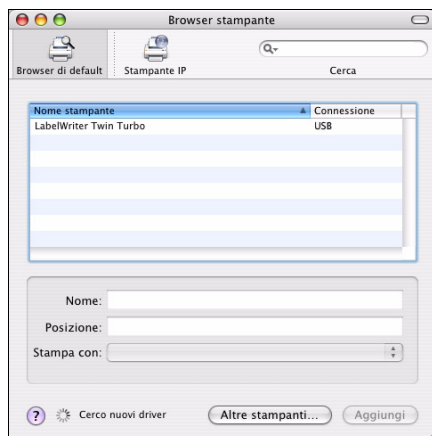 Browser stampante
Browser di default
Stampante IP
Cerca
Nome stampante
Connessione
LabelWriter Twin Turbo
USB
Nome:
Posizione:
Stampa con:
? Cerco nuovi driver
Altre stampanti...
Aggiungi